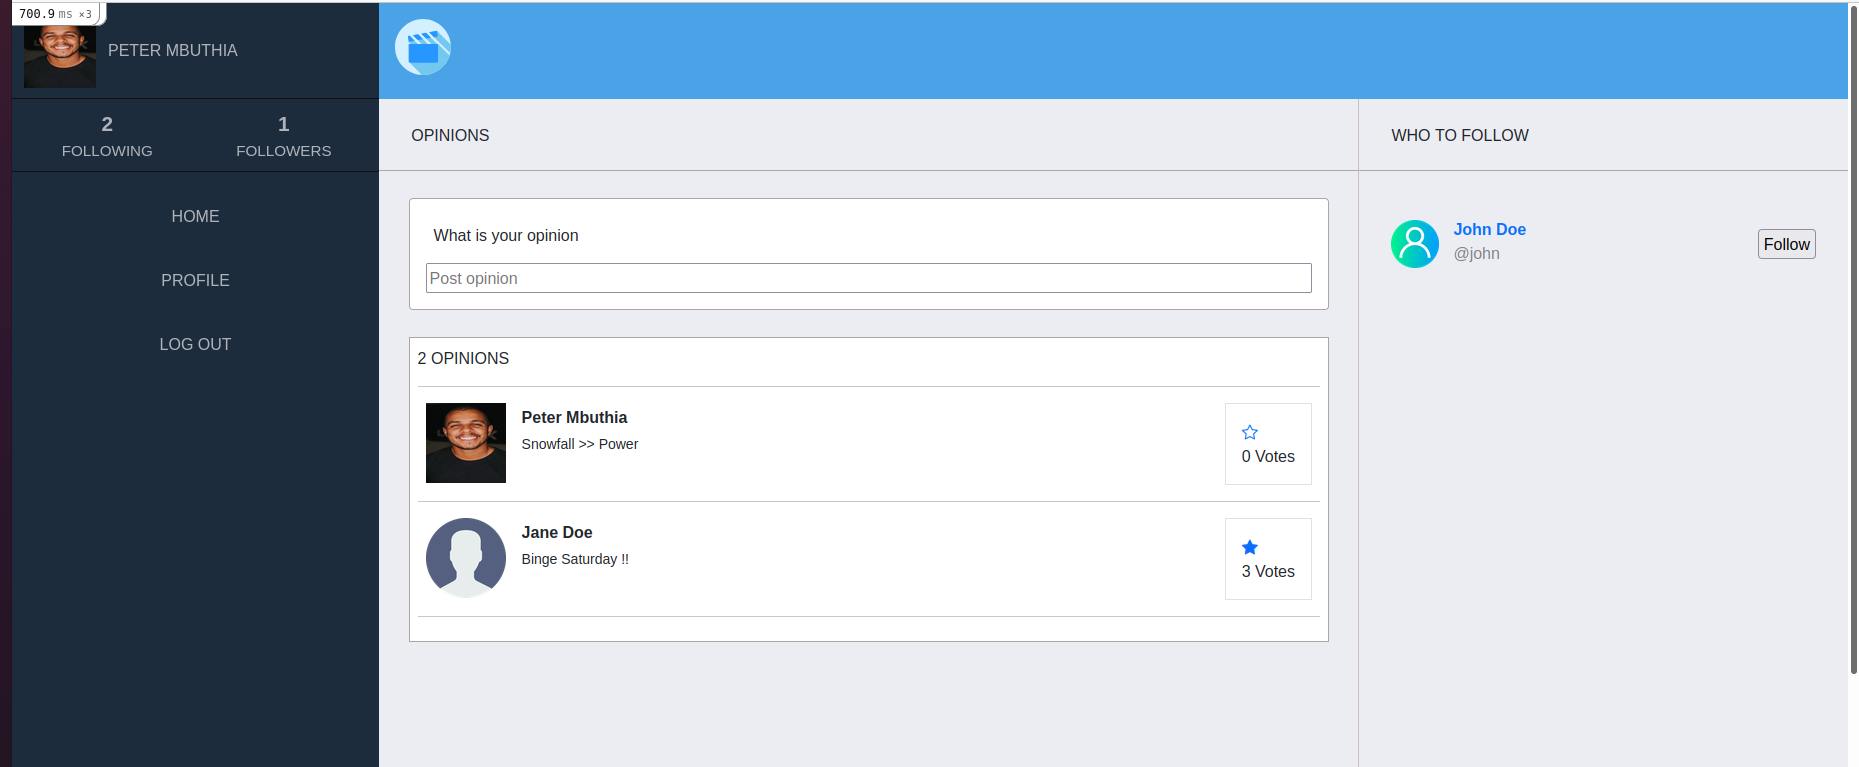 700.9 ms ×3
PETER MBUTHIA
2
FOLLOWING
1
FOLLOWERS
HOME
PROFILE
LOG OUT
OPINIONS
What is your opinion
Post opinion
2 OPINIONS
Peter Mbuthia
Snowfall >> Power
0 Votes
Jane Doe
Binge Saturday !!
3 Votes
WHO TO FOLLOW
John Doe
@john
Follow